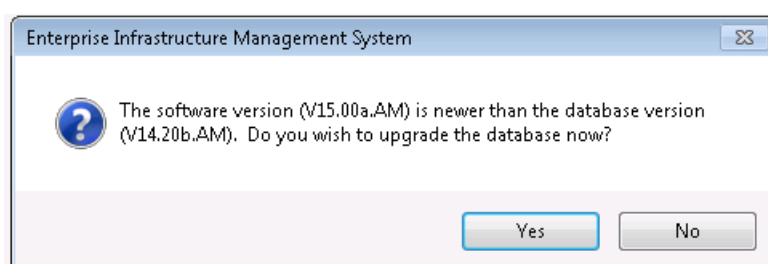 Enterprise Infrastructure Management System
The software version (V15.00a.AM) is newer than the database version
(V14.20b.AM).  Do you wish to upgrade the database now?
Yes
No